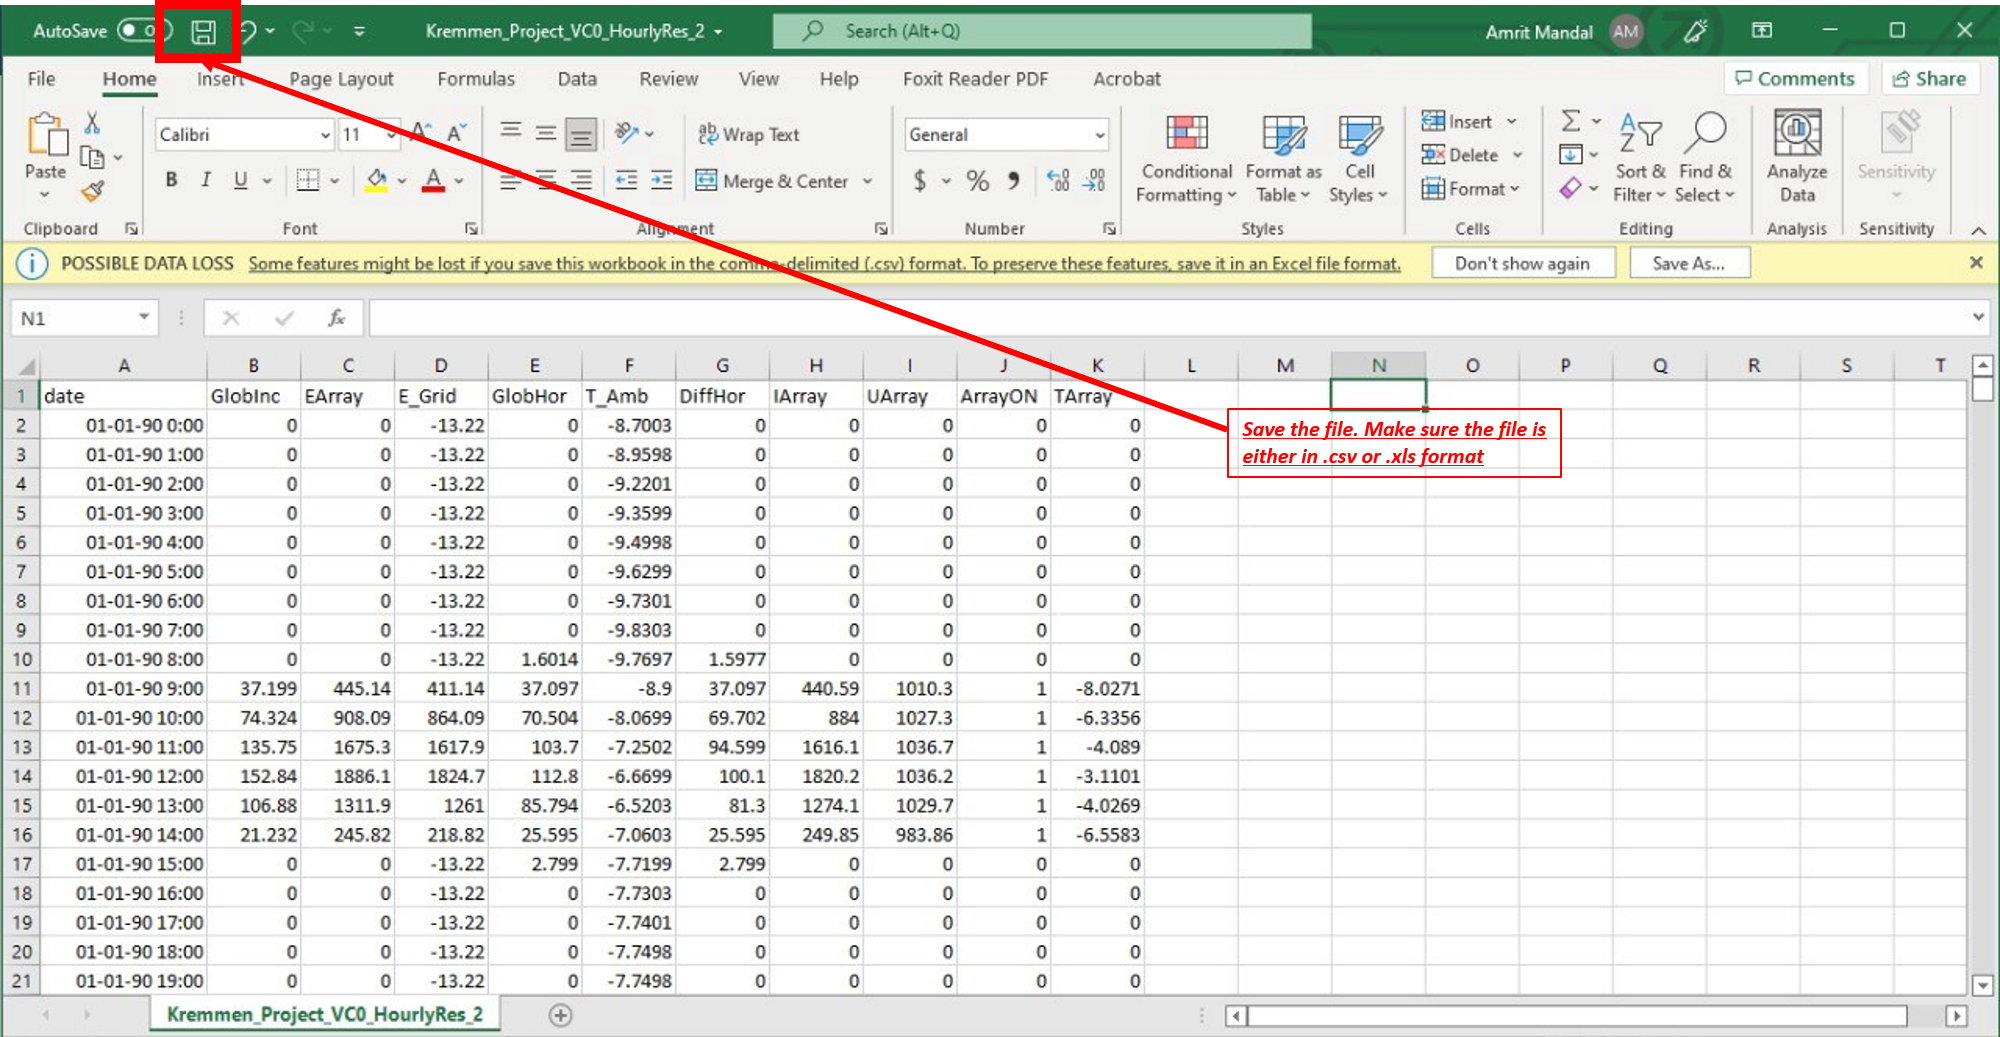 AutoSave Kremmen_Project_VC0_HourlyRes_2 Search (Alt+Q) Amrit Mandal AM
File Home Insert Page Layout Formulas Data Review View Help Foxit Reader PDF Acrobat Comments Share
Paste Calibri 11 Wrap Text General Conditional Formatting Format as Table Cell Styles Insert Sort & Filter Find & Select Analyze Data Sensitivity
Delete
B I U Merge & Center $ % Format
Clipboard Font Alignment Number Styles Cells Editing Analysis Sensitivity
POSSIBLE DATA LOSS Some features might be lost if you save this workbook in the comma-delimited (.csv) format. To preserve these features, save it in an Excel file format. Don't show again Save As...
N1 fx
A B C D E F G H I J K L M N O P Q R S T
1 date GlobInc EArray E_Grid GlobHor T_Amb DiffHor IArray UArray ArrayON TArray
2 01-01-90 0:00 0 0 -13.22 0 -8.7003 0 0 0 0 0
3 01-01-90 1:00 0 0 -13.22 0 -8.9598 0 0 0 0 0
4 01-01-90 2:00 0 0 -13.22 0 -9.2201 0 0 0 0 0
5 01-01-90 3:00 0 0 -13.22 0 -9.3599 0 0 0 0 0
6 01-01-90 4:00 0 0 -13.22 0 -9.4998 0 0 0 0 0
7 01-01-90 5:00 0 0 -13.22 0 -9.6299 0 0 0 0 0
8 01-01-90 6:00 0 0 -13.22 0 -9.7301 0 0 0 0 0
9 01-01-90 7:00 0 0 -13.22 0 -9.8303 0 0 0 0 0
10 01-01-90 8:00 0 0 -13.22 1.6014 -9.7697 1.5977 0 0 0 0
11 01-01-90 9:00 37.199 445.14 411.14 37.097 -8.9 37.097 440.59 1010.3 1 -8.0271
12 01-01-90 10:00 74.324 908.09 864.09 70.504 -8.0699 69.702 884 1027.3 1 -6.3356
13 01-01-90 11:00 135.75 1675.3 1617.9 103.7 -7.2502 94.599 1616.1 1036.7 1 -4.089
14 01-01-90 12:00 152.84 1886.1 1824.7 112.8 -6.6699 100.1 1820.2 1036.2 1 -3.1101
15 01-01-90 13:00 106.88 1311.9 1261 85.794 -6.5203 81.3 1274.1 1029.7 1 -4.0269
16 01-01-90 14:00 21.232 245.82 218.82 25.595 -7.0603 25.595 249.85 983.86 1 -6.5583
17 01-01-90 15:00 0 0 -13.22 2.799 -7.7199 2.799 0 0 0 0
18 01-01-90 16:00 0 0 -13.22 0 -7.7303 0 0 0 0 0
19 01-01-90 17:00 0 0 -13.22 0 -7.7401 0 0 0 0 0
20 01-01-90 18:00 0 0 -13.22 0 -7.7498 0 0 0 0 0
21 01-01-90 19:00 0 0 -13.22 0 -7.7498 0 0 0 0 0
Save the file. Make sure the file is
either in .csv or .xls format
Kremmen_Project_VC0_HourlyRes_2